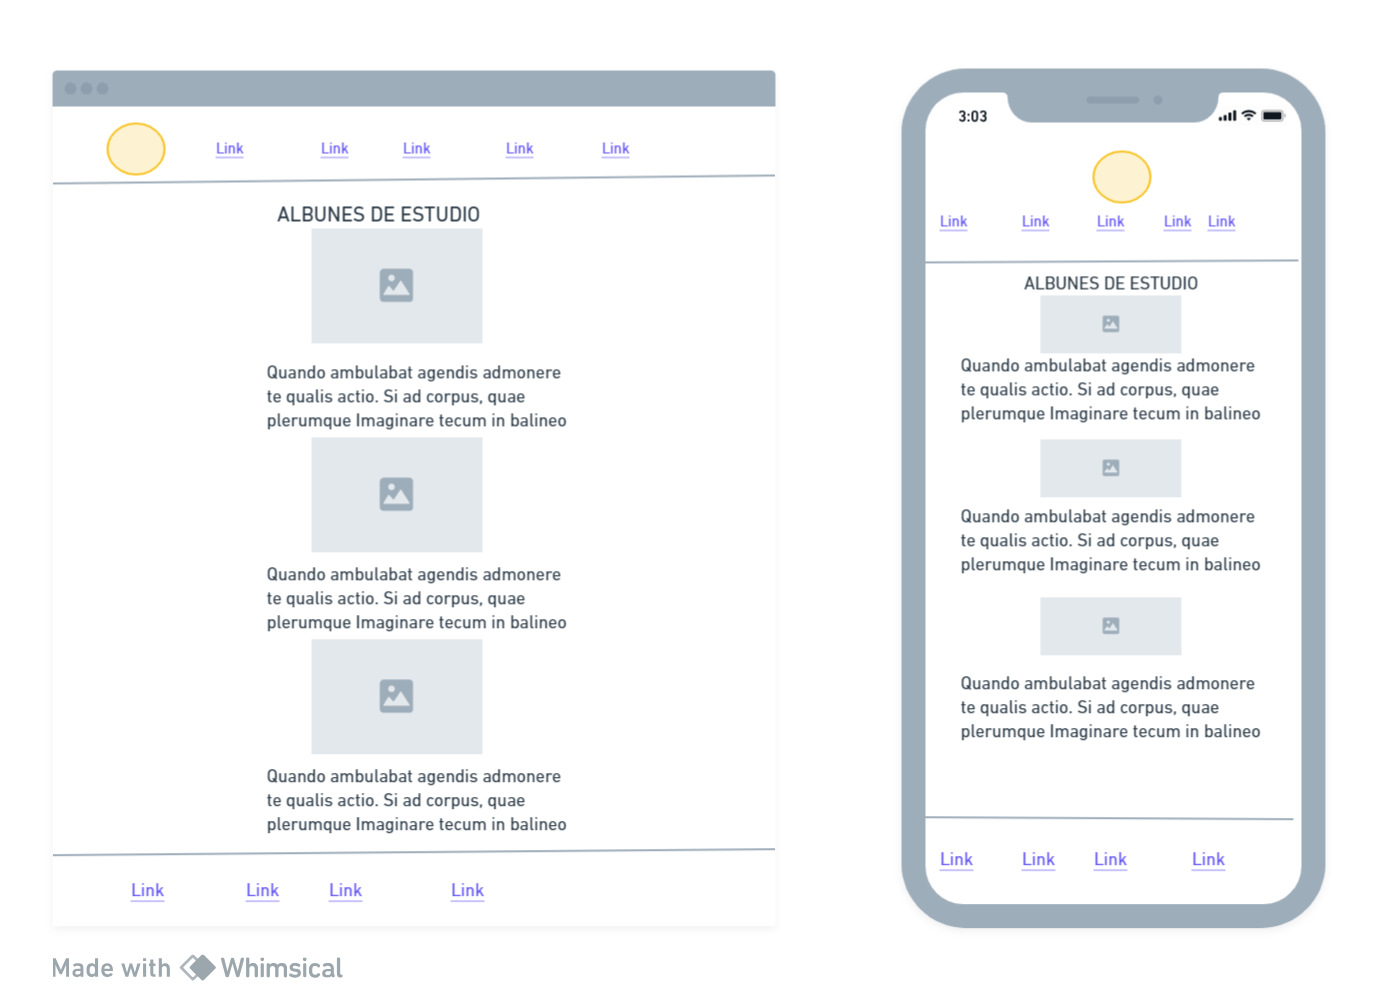 Link Link Link Link Link
ALBUNES DE ESTUDIO
Quando ambulabat agendis admonere
te qualis actio. Si ad corpus, quae
plerumque Imaginare tecum in balineo
Quando ambulabat agendis admonere
te qualis actio. Si ad corpus, quae
plerumque Imaginare tecum in balineo
Quando ambulabat agendis admonere
te qualis actio. Si ad corpus, quae
plerumque Imaginare tecum in balineo
Link Link Link Link
3:03
Link Link Link Link Link
ALBUNES DE ESTUDIO
Quando ambulabat agendis admonere
te qualis actio. Si ad corpus, quae
plerumque Imaginare tecum in balineo
Quando ambulabat agendis admonere
te qualis actio. Si ad corpus, quae
plerumque Imaginare tecum in balineo
Quando ambulabat agendis admonere
te qualis actio. Si ad corpus, quae
plerumque Imaginare tecum in balineo
Link Link Link Link
Made with Whimsical